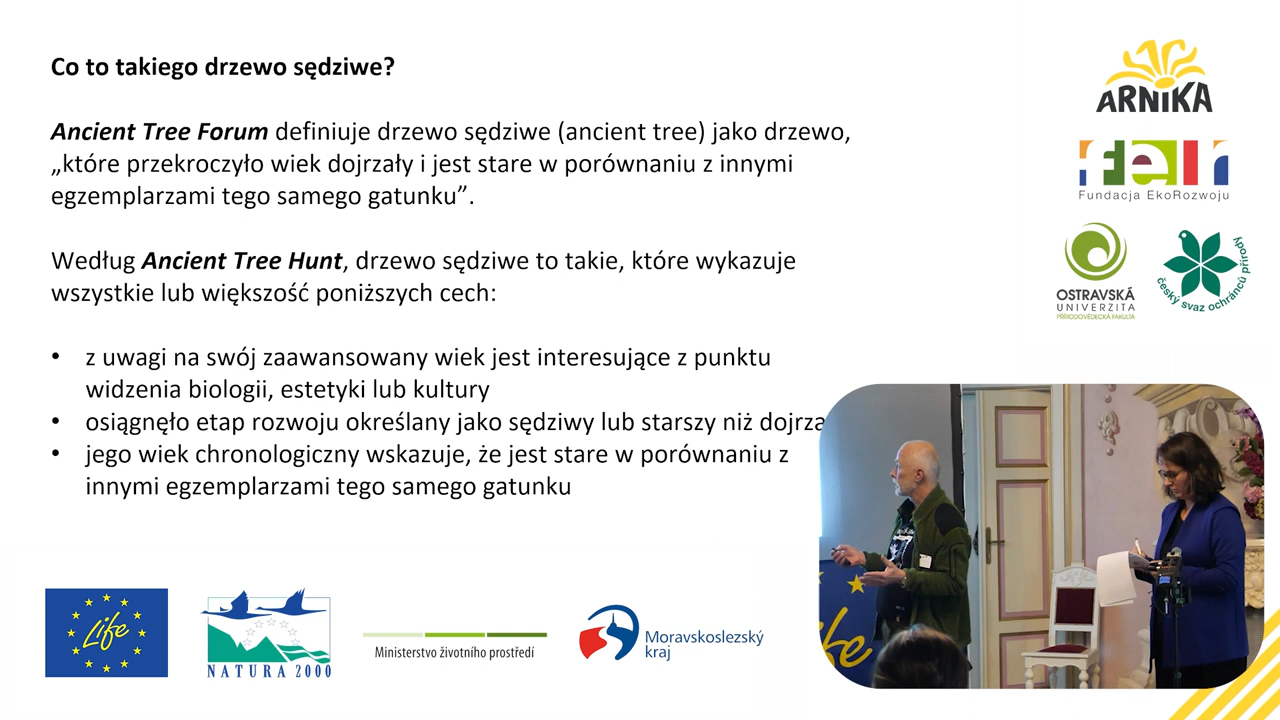 Co to takiego drzewo sędziwe?
Ancient Tree Forum definiuje drzewo sędziwe (ancient tree) jako drzewo,
„które przekroczyło wiek dojrzały i jest stare w porównaniu z innymi
egzemplarzami tego samego gatunku”.
Według Ancient Tree Hunt, drzewo sędziwe to takie, które wykazuje
wszystkie lub większość poniższych cech:
• z uwagi na swój zaawansowany wiek jest interesujące z punktu
widzenia biologii, estetyki lub kultury
• osiągnęło etap rozwoju określany jako sędziwy lub starszy niż dojrza
• jego wiek chronologiczny wskazuje, że jest stare w porównaniu z
innymi egzemplarzami tego samego gatunku
ARNIKA
fer
Fundacja EkoRozwoju
OSTRAVSKÁ
UNIVERZITA
PŘÍRODOVĚDECKÁ FAKULTA
český svaz ochránců přírody
Life
NATURA 2000
Ministerstvo životního prostředí
Moravskoslezský
kraj